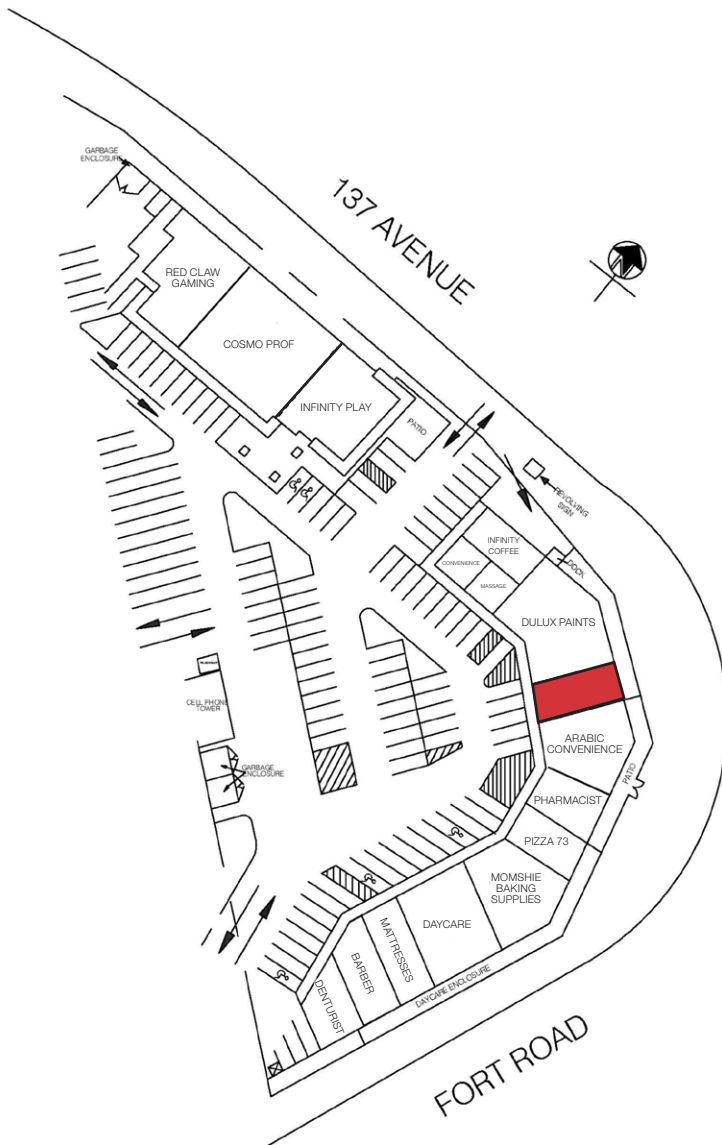 GARBAGE
ENCLOSURE
137 AVENUE
RED CLAW
GAMING
COSMO PROF
INFINITY PLAY
PATIO
REVOLVING
SIGN
INFINITY
COFFEE
CONVENIENCE
MASSAGE
DOCK
DULUX PAINTS
CELL PHONE
TOWER
ARABIC
CONVENIENCE
GARBAGE
ENCLOSURE
PATIO
PHARMACIST
PIZZA 73
MOMSHIE
BAKING
SUPPLIES
DAYCARE
MATTRESSES
BARBER
DENTURIST
DAYCARE ENCLOSURE
FORT ROAD